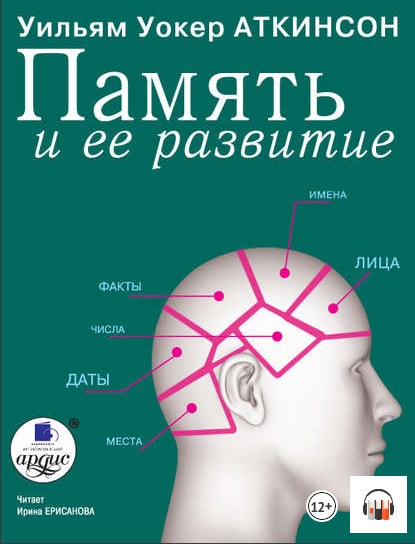 Уильям Уокер АТКИНСОН
Память
и ее развитие
ИМЕНА
ЛИЦА
ФАКТЫ
ЧИСЛА
ДАТЫ
МЕСТА
®
ардис
Читает
Ирина ЕРИСАНОВА
12+